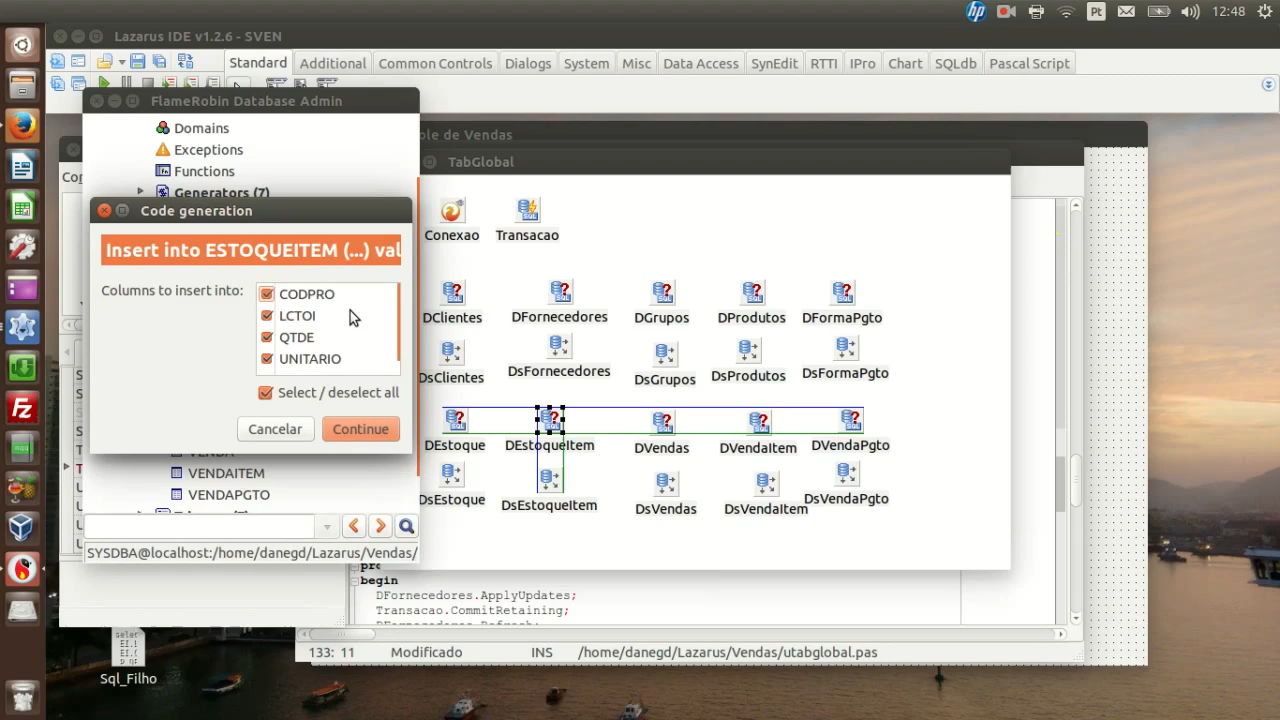 Pt
12:48
Lazarus IDE v1.2.6 - SVEN
Standard Additional Common Controls Dialogs System Misc Data Access SynEdit RTTI IPro Chart SQLdb Pascal Script
FlameRobin Database Admin
Domains
Exceptions
Functions
Generators (7)
Code generation
Insert into ESTOQUEITEM (...) val
Columns to insert into:
CODPRO
LCTOI
QTDE
UNITARIO
Select / deselect all
Cancelar
Continue
VENDAITEM
VENDAPGTO
SYSDBA@localhost:/home/danegd/Lazarus/Vendas/
ole de Vendas
TabGlobal
Conexao
Transacao
DClientes
DFornecedores
DGrupos
DProdutos
DFormaPgto
DsClientes
DsFornecedores
DsGrupos
DsProdutos
DsFormaPgto
DEstoque
DEstoqueItem
DVendas
DVendaItem
DVendaPgto
DsEstoque
DsEstoqueItem
DsVendas
DsVendaItem
DsVendaPgto
begin
DFornecedores.ApplyUpdates;
Transacao.CommitRetaining;
DFornecedores.Refresh;
133: 11
Modificado
INS
/home/danegd/Lazarus/Vendas/utabglobal.pas
Sql_Filho